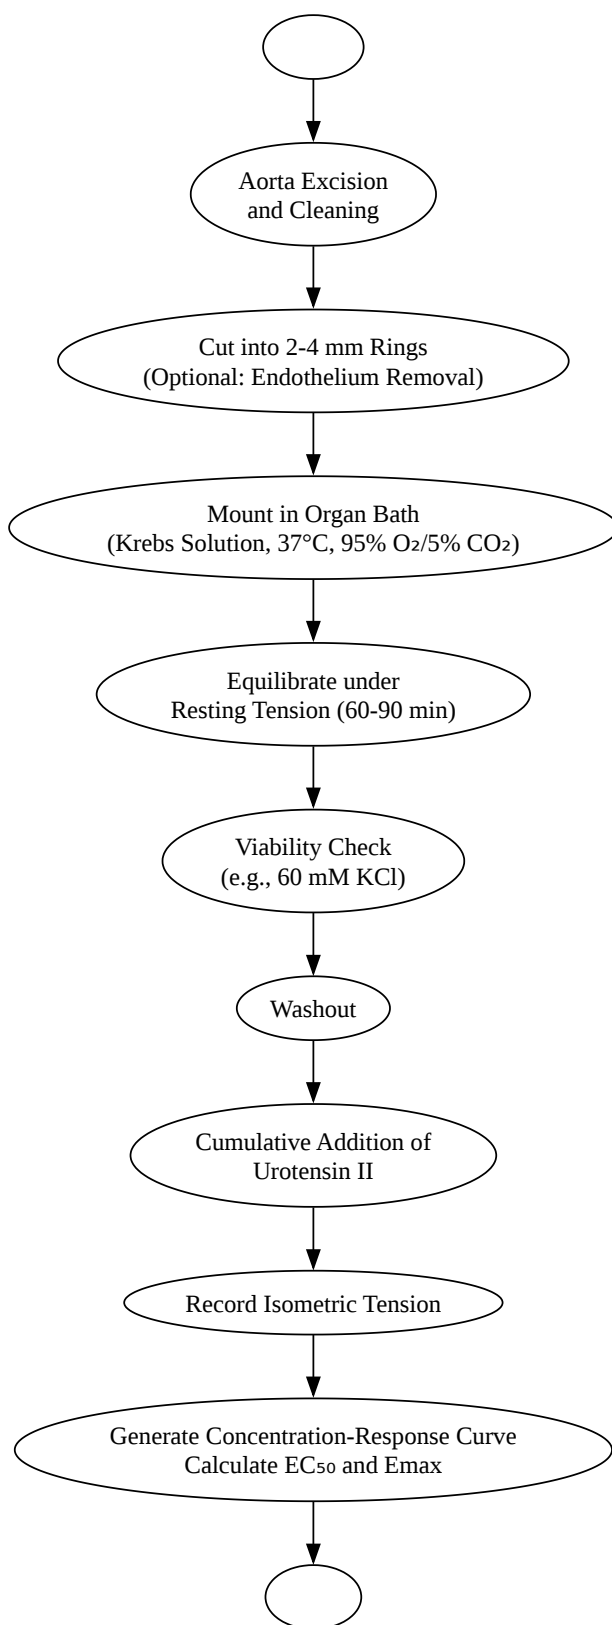 Aorta Excision
and Cleaning
Cut into 2-4 mm Rings
(Optional: Endothelium Removal)
Mount in Organ Bath
(Krebs Solution, 37°C, 95% O₂/5% CO₂)
Equilibrate under
Resting Tension (60-90 min)
Viability Check
(e.g., 60 mM KCl)
Washout
Cumulative Addition of
Urotensin II
Record Isometric Tension
Generate Concentration-Response Curve
Calculate EC₅₀ and Emax